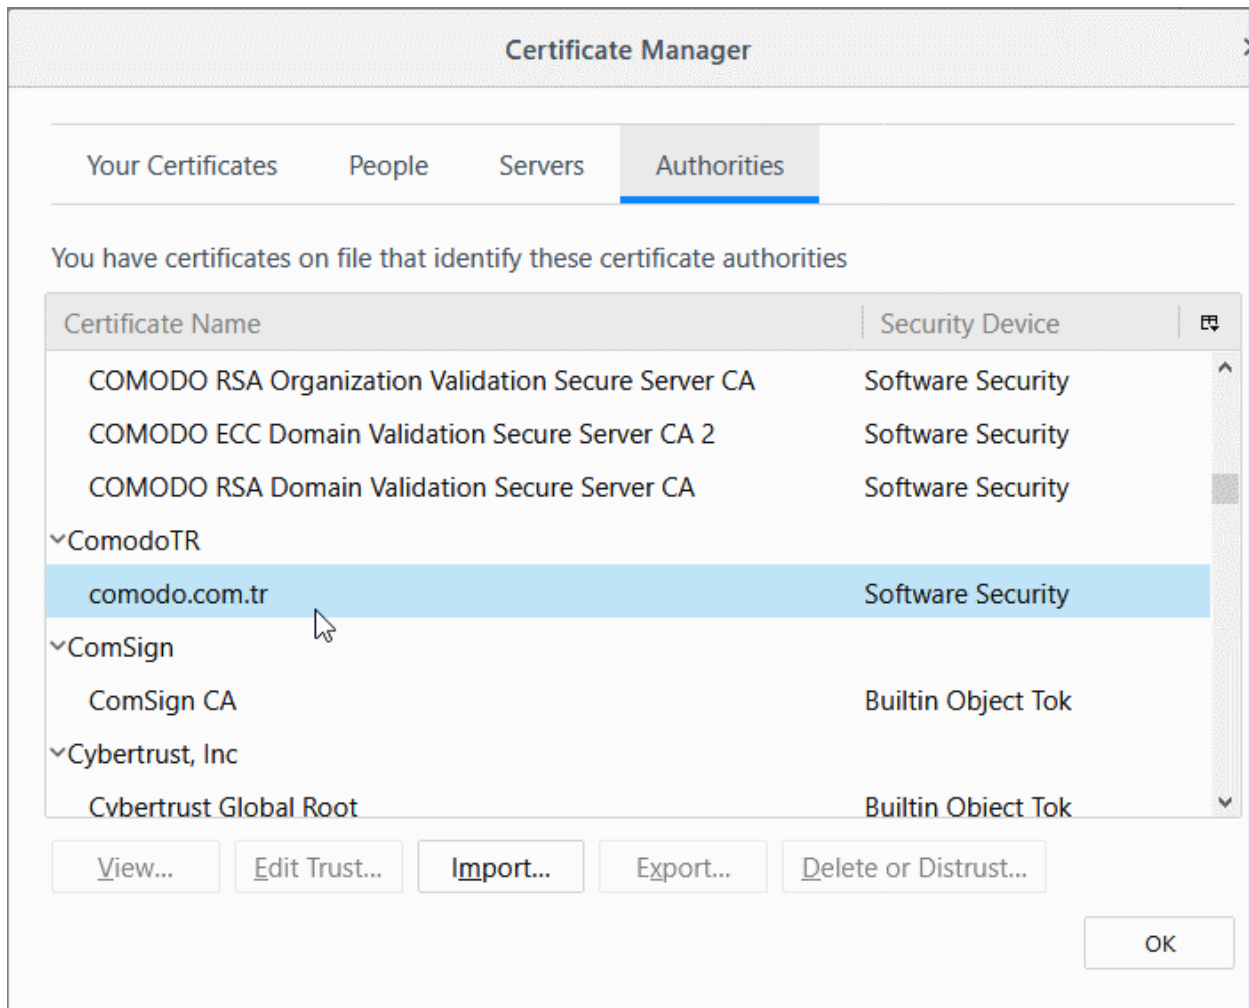 Certificate Manager
Your Certificates People Servers Authorities
You have certificates on file that identify these certificate authorities
Certificate Name Security Device
COMODO RSA Organization Validation Secure Server CA Software Security
COMODO ECC Domain Validation Secure Server CA 2 Software Security
COMODO RSA Domain Validation Secure Server CA Software Security
ComodoTR
comodo.com.tr Software Security
ComSign
ComSign CA Builtin Object Tok
Cybertrust, Inc
Cybertrust Global Root Builtin Object Tok
View... Edit Trust... Import... Export... Delete or Distrust...
OK